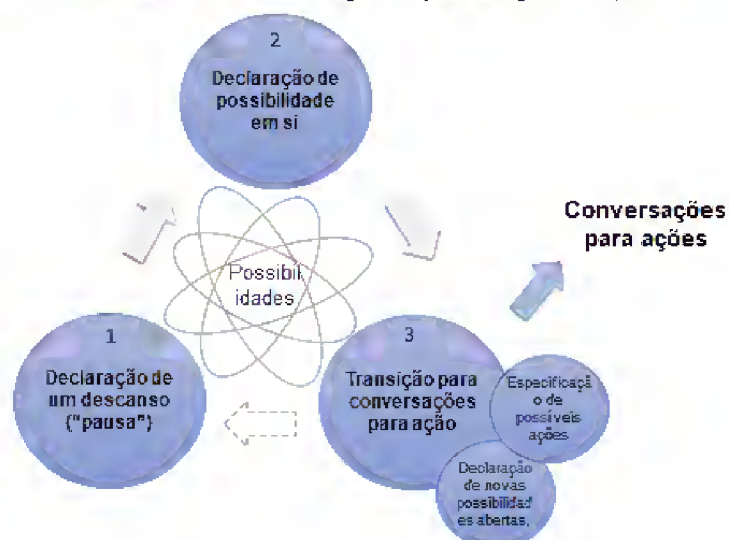 2
Declaração de
possibilidade
em si
Conversações
para ações
Possibil
idades
1
Declaração de
um descanso
("pausa")
3
Transição para
conversações
para ação
Especificaçã
o de
possíveis
ações
Declaração
de novas
possibilidad
es abertas,